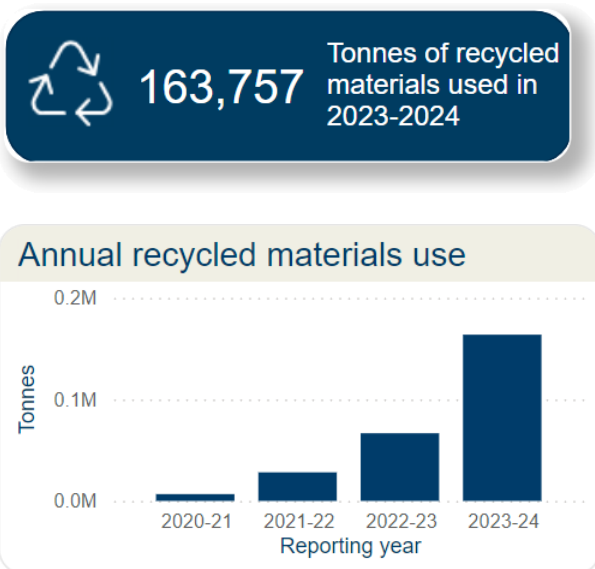 163,757
Tonnes of recycled
materials used in
2023-2024
Annual recycled materials use
0.2M
0.1M
0.0M
Tonnes
2020-21 2021-22 2022-23 2023-24
Reporting year